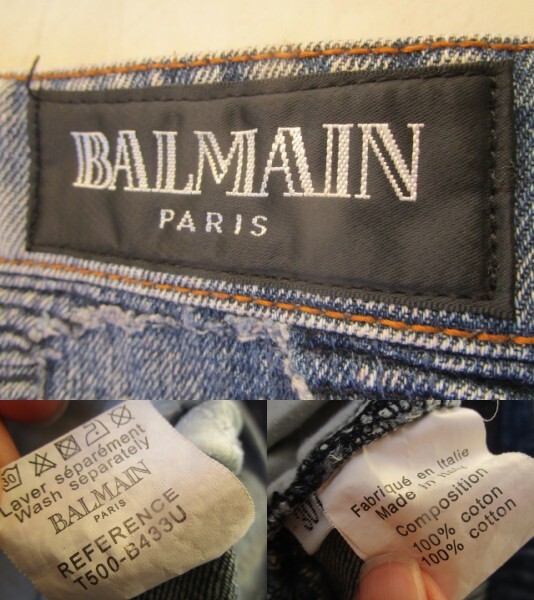 BALMAIN
PARIS
30
Laver séparément
Wash separately
BALMAIN
PARIS
REFERENCE
T500-B433U
Fabriqué en Italie
Made in Italy
Composition
100% coton
100% cotton